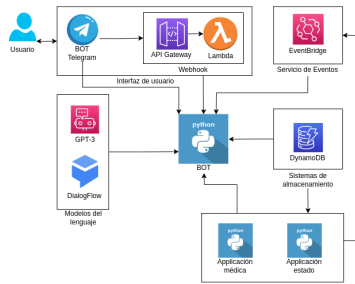 Usuario
BOT
Telegram
API Gateway
Lambda
Webhook
Interfaz de usuario
EventBridge
Servicio de Eventos
GPT-3
DialogFlow
Modelos del
lenguaje
python
BOT
DynamoDB
Sistemas de
almacenamiento
python
Applicación
médica
python
Applicación
estado